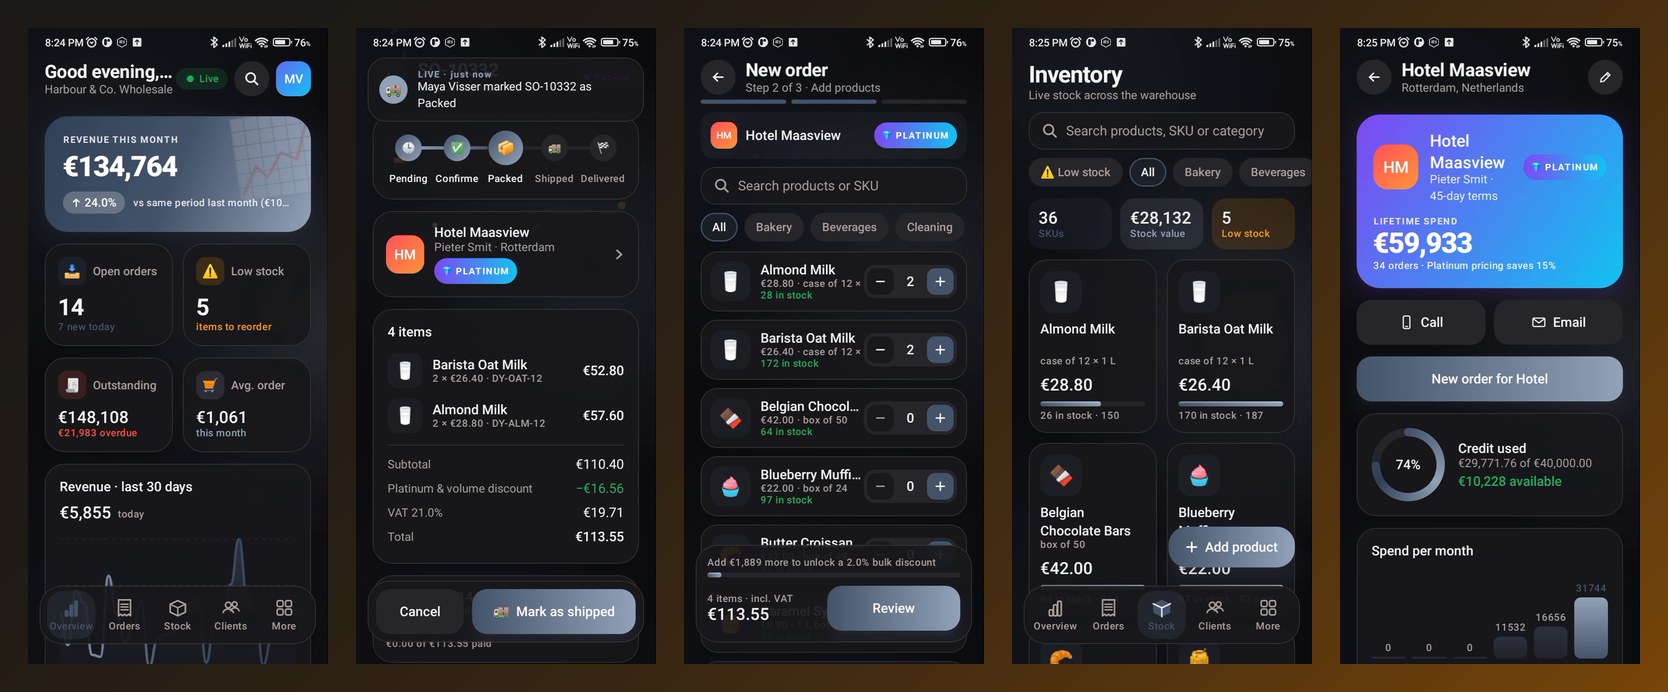 8:24 PM
Vo WiFi
76%
Good evening,...
Harbour & Co. Wholesale
Live
MV
REVENUE THIS MONTH
€134,764
↑ 24.0%
vs same period last month (€10...
Open orders
14
7 new today
Low stock
5
items to reorder
Outstanding
€148,108
€21,983 overdue
Avg. order
€1,061
this month
Revenue · last 30 days
€5,855 today
Overview
Orders
Stock
Clients
More
8:24 PM
Vo WiFi
75%
SO-10332
LIVE · just now
Maya Visser marked SO-10332 as
Packed
Pending
Confirme
Packed
Shipped
Delivered
HM
Hotel Maasview
Pieter Smit · Rotterdam
PLATINUM
4 items
Barista Oat Milk
2 × €26.40 · DY-OAT-12
€52.80
Almond Milk
2 × €28.80 · DY-ALM-12
€57.60
Subtotal
€110.40
Platinum & volume discount
−€16.56
VAT 21.0%
€19.71
Total
€113.55
Cancel
Mark as shipped
€0.00 of €113.55 paid
8:24 PM
Vo WiFi
76%
New order
Step 2 of 3 · Add products
HM
Hotel Maasview
PLATINUM
Search products or SKU
All
Bakery
Beverages
Cleaning
Almond Milk
€28.80 · case of 12 ×
28 in stock
2
Barista Oat Milk
€26.40 · case of 12 ×
172 in stock
2
Belgian Chocol...
€42.00 · box of 50
64 in stock
0
Blueberry Muffi...
€22.00 · box of 24
97 in stock
0
Butter Croissan...
Add €1,889 more to unlock a 2.0% bulk discount
4 items · incl. VAT
€113.55
Review
8:25 PM
Vo WiFi
75%
Inventory
Live stock across the warehouse
Search products, SKU or category
Low stock
All
Bakery
Beverages
36
SKUs
€28,132
Stock value
5
Low stock
Almond Milk
case of 12 × 1 L
€28.80
26 in stock · 150
Barista Oat Milk
case of 12 × 1 L
€26.40
170 in stock · 187
Belgian
Chocolate Bars
box of 50
€42.00
Blueberry
€22.00
+ Add product
Overview
Orders
Stock
Clients
More
8:25 PM
Vo WiFi
75%
Hotel Maasview
Rotterdam, Netherlands
HM
Hotel
Maasview
Pieter Smit ·
45-day terms
PLATINUM
LIFETIME SPEND
€59,933
34 orders · Platinum pricing saves 15%
Call
Email
New order for Hotel
74%
Credit used
€29,771.76 of €40,000.00
€10,228 available
Spend per month
0
0
0
11532
16656
31744